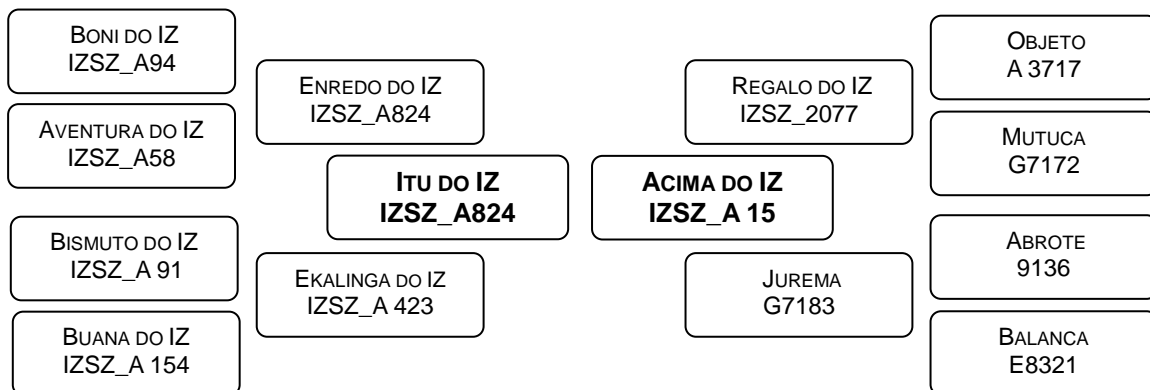 BONI DO IZ
IZSZ_A94
AVENTURA DO IZ
IZSZ_A58
BISMUTO DO IZ
IZSZ_A 91
BUANA DO IZ
IZSZ_A 154
ENREDO DO IZ
IZSZ_A824
EKALINGA DO IZ
IZSZ_A 423
ITU DO IZ
IZSZ_A824
ACIMA DO IZ
IZSZ_A 15
REGALO DO IZ
IZSZ_2077
JUREMA
G7183
OBJETO
A 3717
MUTUCA
G7172
ABROTE
9136
BALANCA
E8321